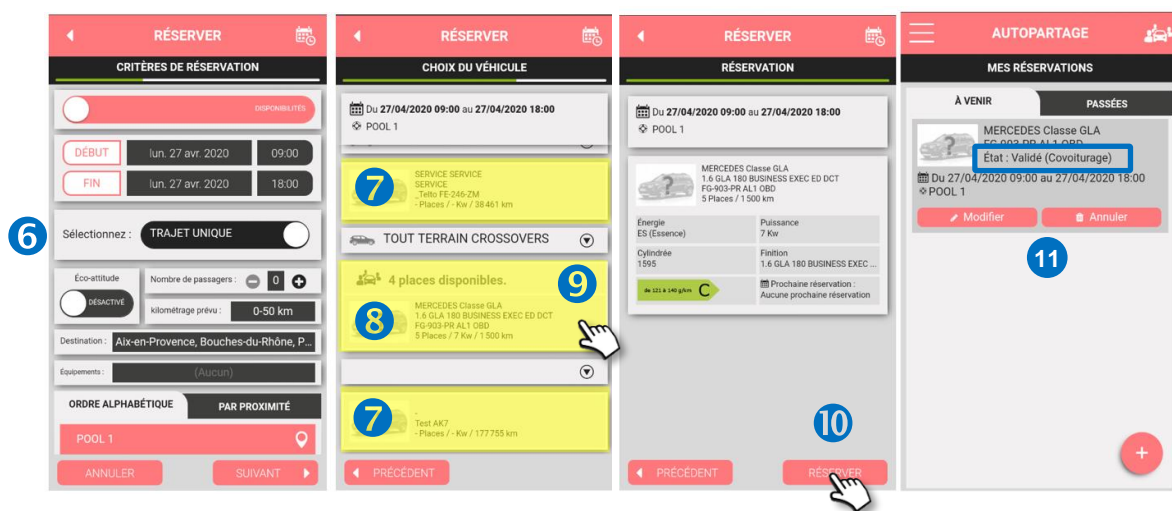 RÉSERVER
CRITÈRES DE RÉSERVATION
DISPONIBILITÉS
DÉBUT lun. 27 avr. 2020 09:00
FIN lun. 27 avr. 2020 18:00
6
Sélectionnez : TRAJET UNIQUE
Éco-attitude
DÉSACTIVÉ
Nombre de passagers : 0
kilométrage prévu : 0-50 km
Destination : Aix-en-Provence, Bouches-du-Rhône, P...
Équipements : (Aucun)
ORDRE ALPHABÉTIQUE PAR PROXIMITÉ
POOL 1
ANNULER SUIVANT
RÉSERVER
CHOIX DU VÉHICULE
Du 27/04/2020 09:00 au 27/04/2020 18:00
POOL 1
7
SERVICE SERVICE
SERVICE
_Telto FE-246-ZM
- Places / - Kw / 38461 km
TOUT TERRAIN CROSSOVERS
4 places disponibles.
9
8
MERCEDES Classe GLA
1.6 GLA 180 BUSINESS EXEC ED DCT
FG-903-PR AL1 OBD
5 Places / 7 Kw / 1500 km
7
-
Test AK7
- Places / - Kw / 177755 km
PRÉCÉDENT
RÉSERVER
RÉSERVATION
Du 27/04/2020 09:00 au 27/04/2020 18:00
POOL 1
MERCEDES Classe GLA
1.6 GLA 180 BUSINESS EXEC ED DCT
FG-903-PR AL1 OBD
5 Places / 1500 km
Énergie
ES (Essence)
Puissance
7 Kw
Cylindrée
1595
Finition
1.6 GLA 180 BUSINESS EXEC ...
de 121 à 140 g/km C
Prochaine réservation :
Aucune prochaine réservation
10
PRÉCÉDENT RÉSERVER
AUTOPARTAGE
MES RÉSERVATIONS
À VENIR PASSÉES
MERCEDES Classe GLA
FG-903-PR AL1 OBD
État : Validé (Covoiturage)
Du 27/04/2020 09:00 au 27/04/2020 18:00
POOL 1
Modifier Annuler
11
+